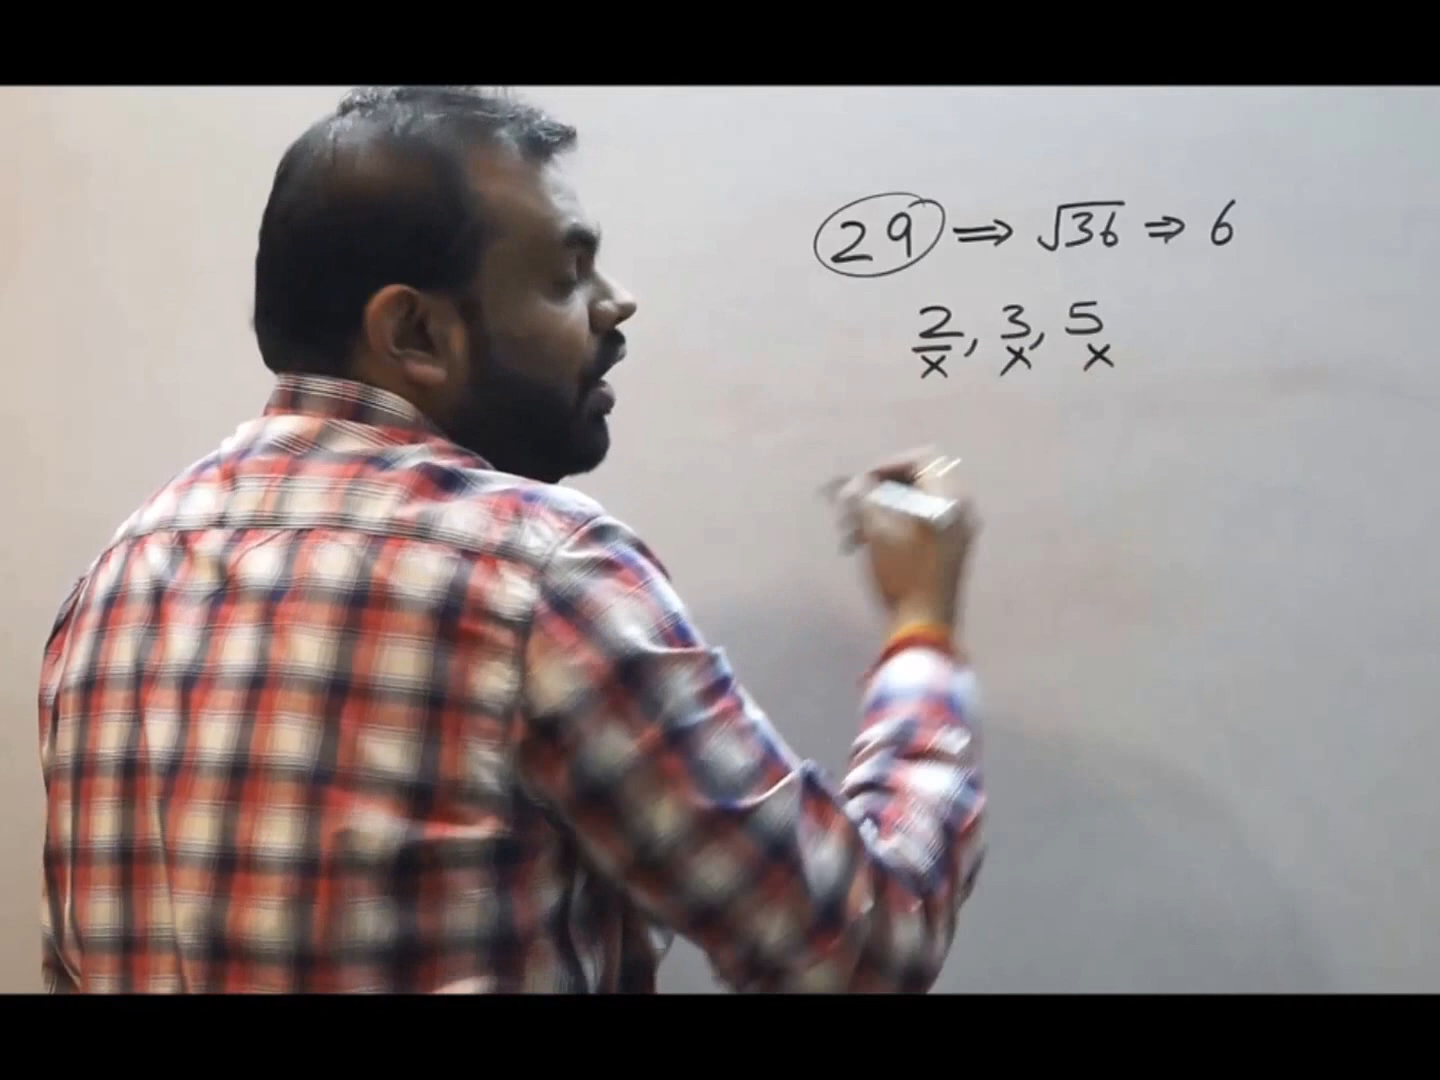 29 ⇒ √36 ⇒ 6
2, 3, 5
x x x